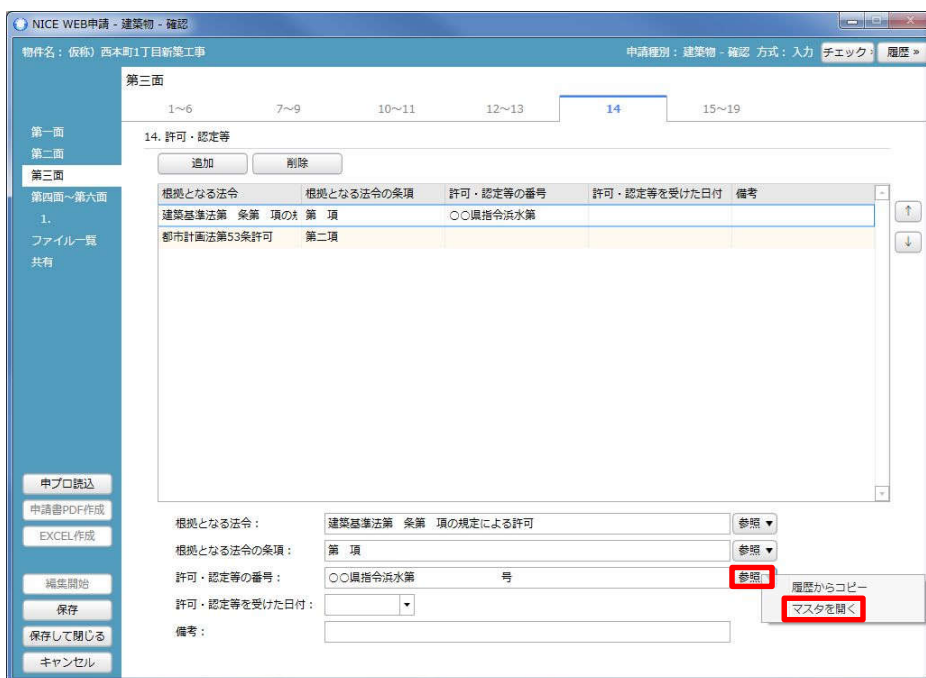 NICE WEB申請 - 建築物 - 確認
物件名：仮称）西本町1丁目新築工事
申請種別：建築物 - 確認 方式：入力 チェック 履歴 »
第三面
1～6 7～9 10～11 12～13 14 15～19
第一面
第二面
第三面
第四面～第六面
1.
ファイル一覧
共有
14. 許可・認定等
追加 削除
根拠となる法令 根拠となる法令の条項 許可・認定等の番号 許可・認定等を受けた日付 備考
建築基準法第 条第 項の 第 項 〇〇県指令浜水第
都市計画法第53条許可 第二項
↑
↓
申プロ読込
申請書PDF作成
EXCEL作成
編集開始
保存
保存して閉じる
キャンセル
根拠となる法令： 建築基準法第 条第 項の規定による許可 参照 ▼
根拠となる法令の条項： 第 項 参照 ▼
許可・認定等の番号： 〇〇県指令浜水第 号 参照
許可・認定等を受けた日付：
備考：
履歴からコピー
マスタを開く